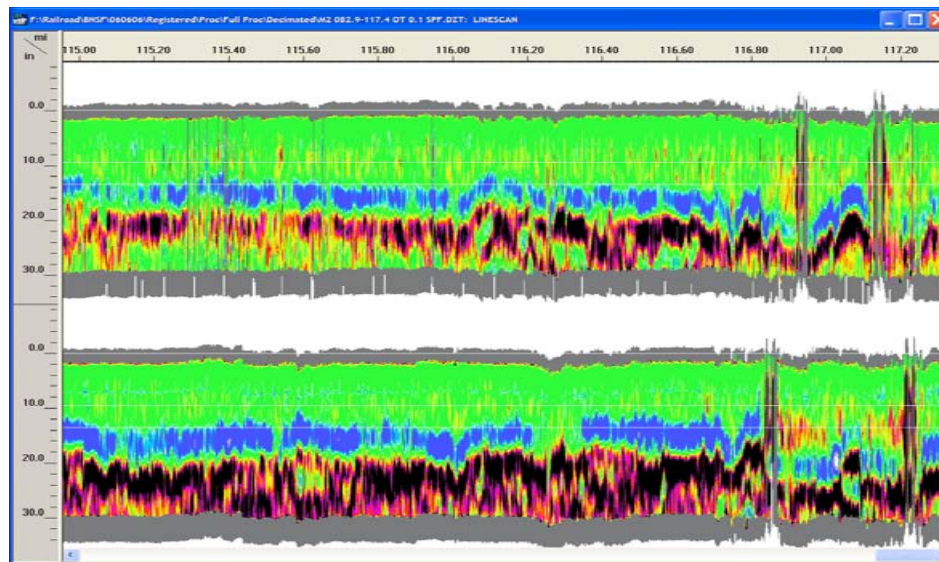 F:\Railroad\BNSF\060606\Registered\Proc\Full Proc\Decimated\M2 082.9-117.4 OT 0.1 SPF.DZT: LINESCAN
mi
in
115.00 115.20 115.40 115.60 115.80 116.00 116.20 116.40 116.60 116.80 117.00 117.20
0.0
10.0
20.0
30.0
0.0
10.0
20.0
30.0